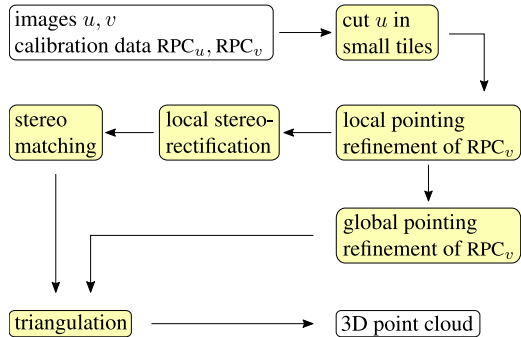 images u, v
calibration data RPC_u, RPC_v
cut u in
small tiles
stereo
matching
local stereo-
rectification
local pointing
refinement of RPC_v
global pointing
refinement of RPC_v
triangulation
3D point cloud